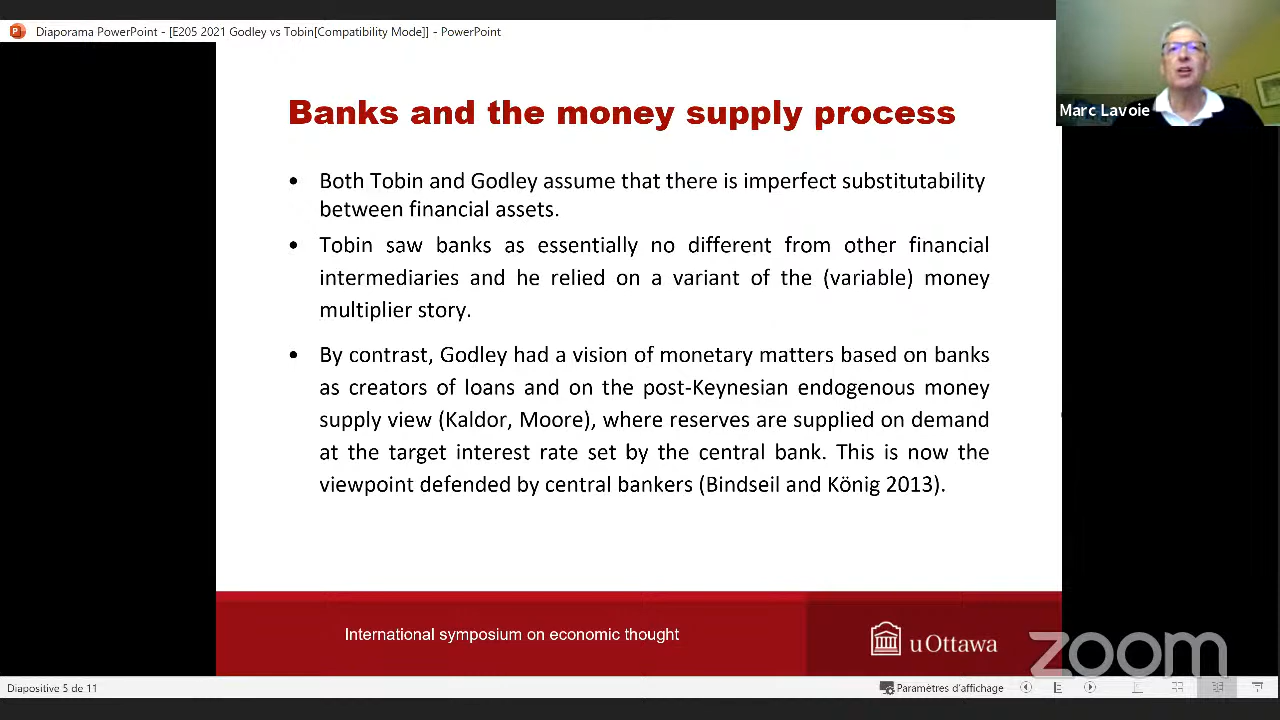 Diaporama PowerPoint - [E205 2021 Godley vs Tobin[Compatibility Mode]] - PowerPoint
Marc Lavoie
Banks and the money supply process
• Both Tobin and Godley assume that there is imperfect substitutability
between financial assets.
• Tobin saw banks as essentially no different from other financial
intermediaries and he relied on a variant of the (variable) money
multiplier story.
• By contrast, Godley had a vision of monetary matters based on banks
as creators of loans and on the post-Keynesian endogenous money
supply view (Kaldor, Moore), where reserves are supplied on demand
at the target interest rate set by the central bank. This is now the
viewpoint defended by central bankers (Bindseil and König 2013).
International symposium on economic thought
uOttawa
zoom
Diapositive 5 de 11
Paramètres d'affichage